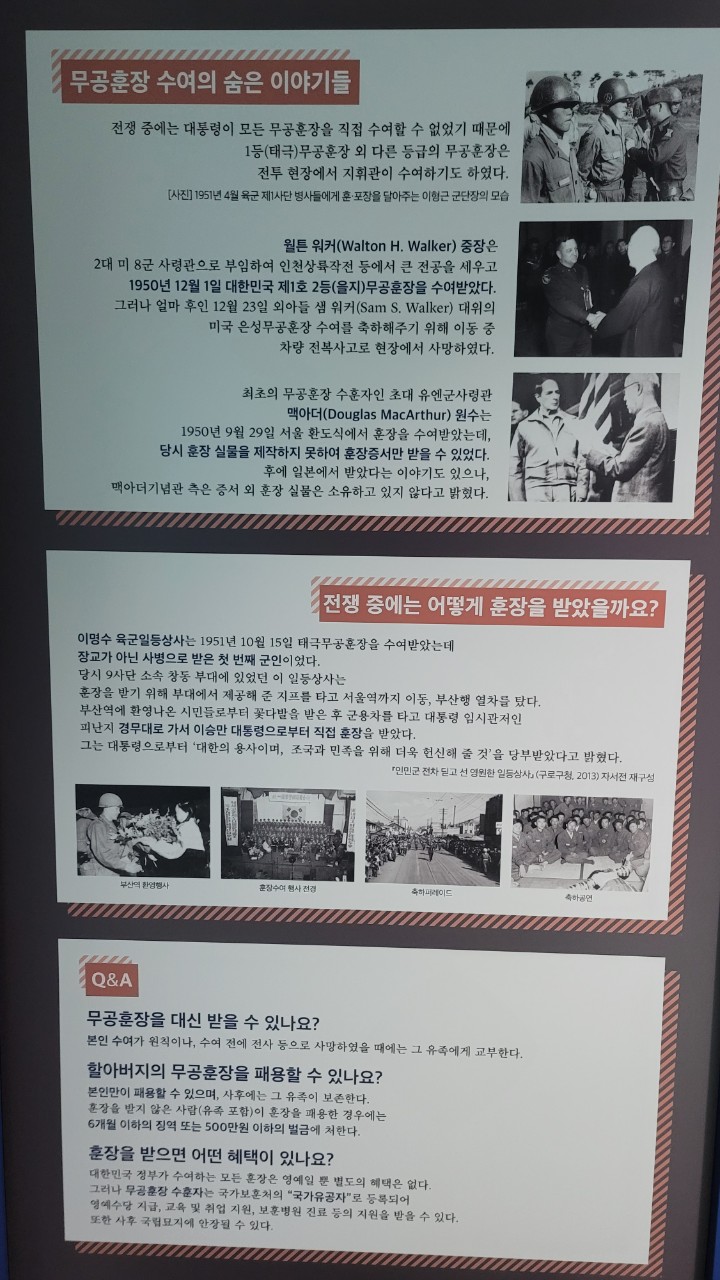 무공훈장 수여의 숨은 이야기들
전쟁 중에는 대통령이 모든 무공훈장을 직접 수여할 수 없었기 때문에
1등(태극)무공훈장 외 다른 등급의 무공훈장은
전투 현장에서 지휘관이 수여하기도 하였다.
[사진] 1951년 4월 육군 제1사단 병사들에게 훈·포장을 달아주는 이형근 군단장의 모습
월튼 워커(Walton H. Walker) 중장은
2대 미 8군 사령관으로 부임하여 인천상륙작전 등에서 큰 전공을 세우고
1950년 12월 1일 대한민국 제1호 2등(을지)무공훈장을 수여받았다.
그러나 얼마 후인 12월 23일 외아들 샘 워커(Sam S. Walker) 대위의
미국 은성무공훈장 수여를 축하해주기 위해 이동 중
차량 전복사고로 현장에서 사망하였다.
최초의 무공훈장 수훈자인 초대 유엔군사령관
맥아더(Douglas MacArthur) 원수는
1950년 9월 29일 서울 환도식에서 훈장을 수여받았는데,
당시 훈장 실물을 제작하지 못하여 훈장증서만 받을 수 있었다.
후에 일본에서 받았다는 이야기도 있으나,
맥아더기념관 측은 증서 외 훈장 실물은 소유하고 있지 않다고 밝혔다.
전쟁 중에는 어떻게 훈장을 받았을까요?
이명수 육군일등상사는 1951년 10월 15일 태극무공훈장을 수여받았는데
장교가 아닌 사병으로 받은 첫 번째 군인이었다.
당시 9사단 소속 창동 부대에 있었던 이 일등상사는
훈장을 받기 위해 부대에서 제공해 준 지프를 타고 서울역까지 이동, 부산행 열차를 탔다.
부산역에 환영나온 시민들로부터 꽃다발을 받은 후 군용차를 타고 대통령 임시관저인
피난지 경무대로 가서 이승만 대통령으로부터 직접 훈장을 받았다.
그는 대통령으로부터 '대한의 용사이며, 조국과 민족을 위해 더욱 헌신해 줄 것'을 당부받았다고 밝혔다.
『인민군 전차 딛고 선 영원한 일등상사』(구로구청, 2013) 자서전 재구성
부산역 환영행사
훈장수여 행사 전경
축하퍼레이드
축하공연
Q&A
무공훈장을 대신 받을 수 있나요?
본인 수여가 원칙이나, 수여 전에 전사 등으로 사망하였을 때에는 그 유족에게 교부한다.
할아버지의 무공훈장을 패용할 수 있나요?
본인만이 패용할 수 있으며, 사후에는 그 유족이 보존한다.
훈장을 받지 않은 사람(유족 포함)이 훈장을 패용한 경우에는
6개월 이하의 징역 또는 500만원 이하의 벌금에 처한다.
훈장을 받으면 어떤 혜택이 있나요?
대한민국 정부가 수여하는 모든 훈장은 영예일 뿐 별도의 혜택은 없다.
그러나 무공훈장 수훈자는 국가보훈처의 "국가유공자"로 등록되어
영예수당 지급, 교육 및 취업 지원, 보훈병원 진료 등의 지원을 받을 수 있다.
또한 사후 국립묘지에 안장될 수 있다.